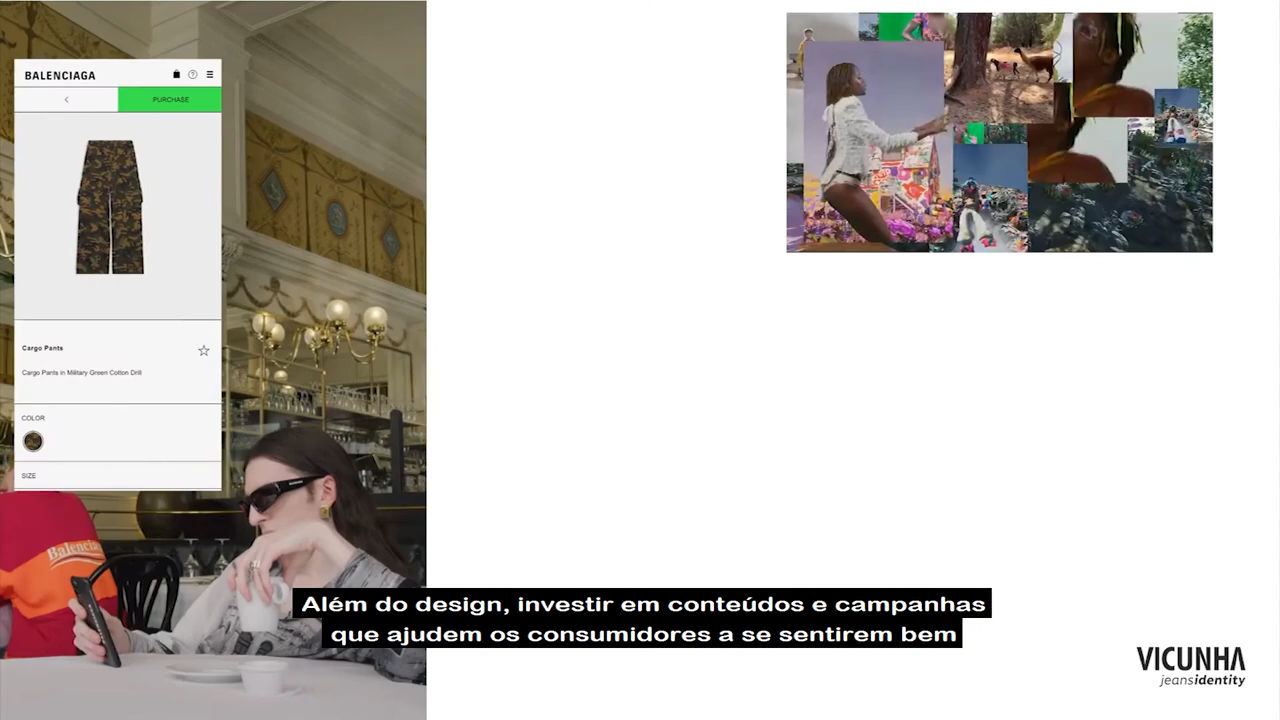 BALENCIAGA
PURCHASE
Cargo Pants
Cargo Pants in Military Green Cotton Drill
COLOR
SIZE
Balencia
Além do design, investir em conteúdos e campanhas
que ajudem os consumidores a se sentirem bem
VICUNHA
jeansidentity